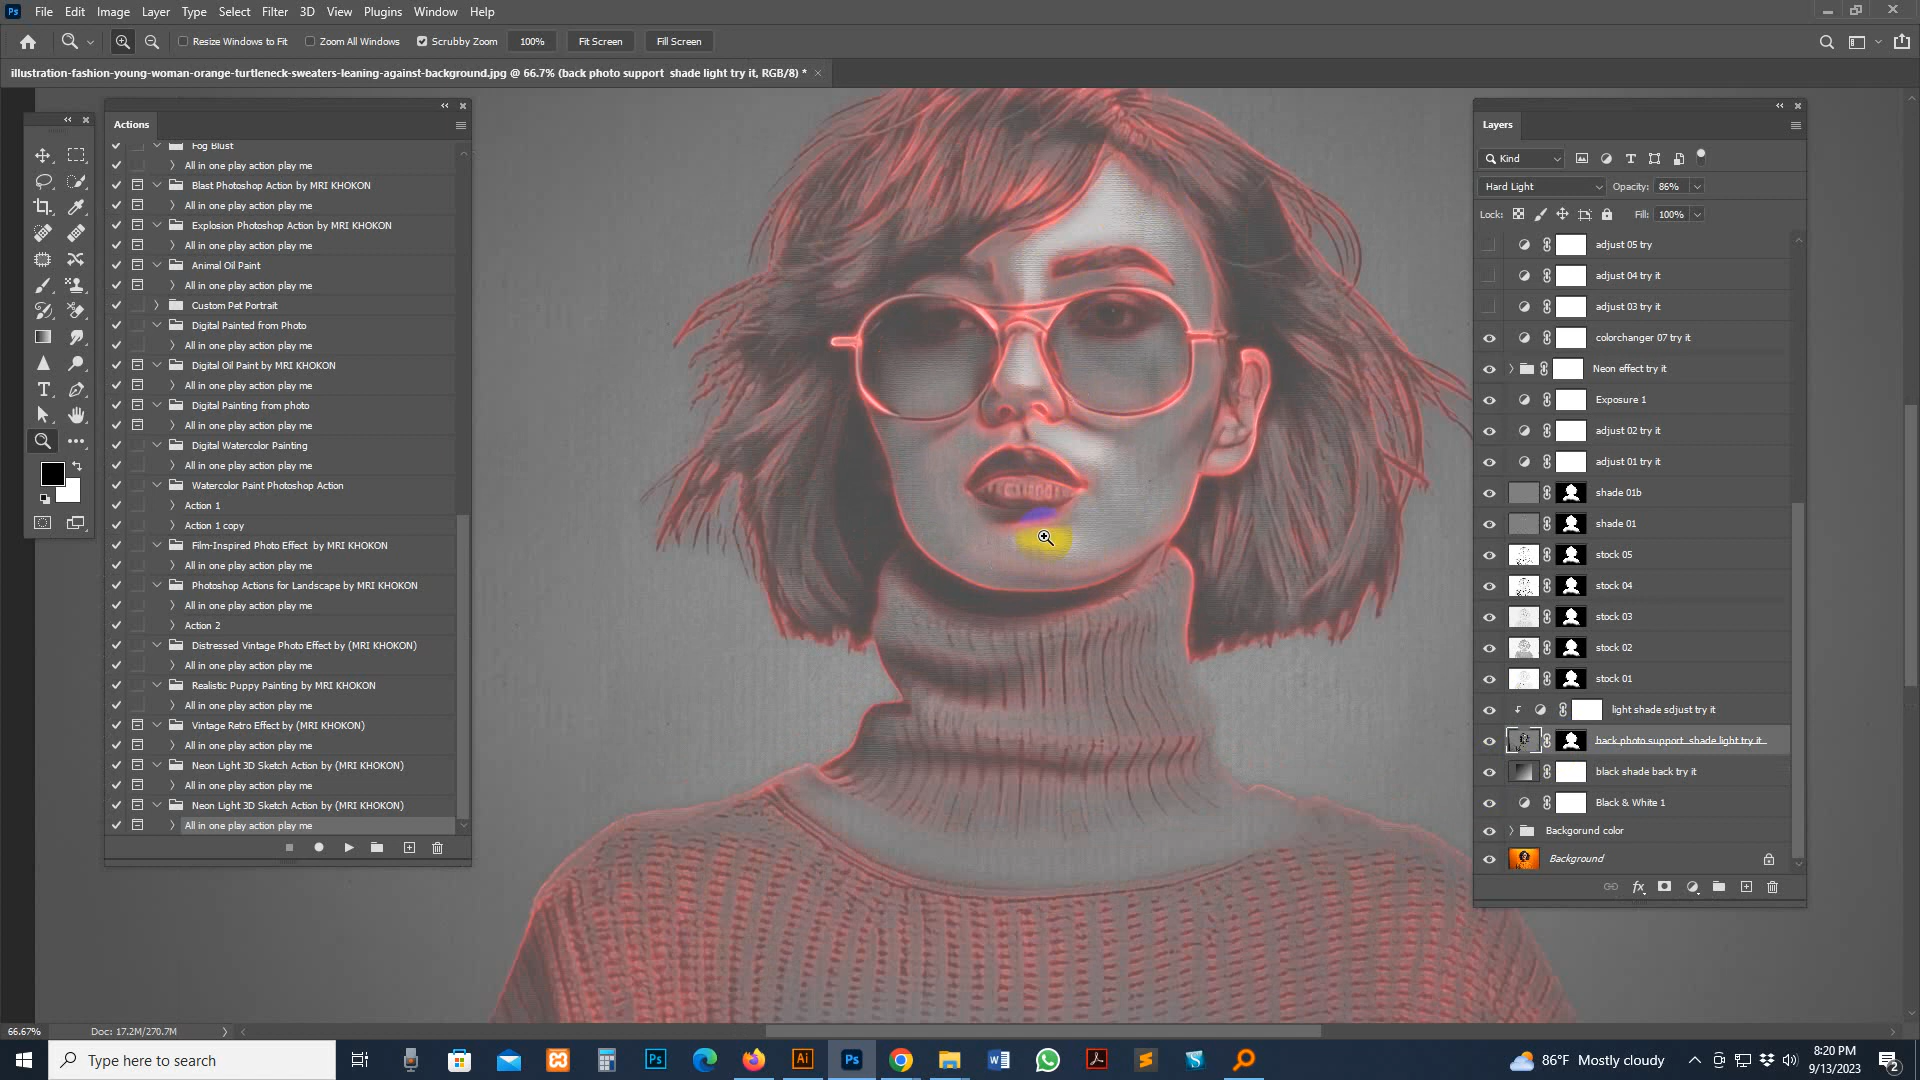 Ps File Edit Image Layer Type Select Filter 3D View Plugins Window Help
Resize Windows to Fit Zoom All Windows Scrubby Zoom 100% Fit Screen Fill Screen
illustration-fashion-young-woman-orange-turtleneck-sweaters-leaning-against-background.jpg @ 66.7% (back photo support shade light try it, RGB/8) *
Actions
Fog Blust
All in one play action play me
Blast Photoshop Action by MRI KHOKON
All in one play action play me
Explosion Photoshop Action by MRI KHOKON
All in one play action play me
Animal Oil Paint
All in one play action play me
Custom Pet Portrait
Digital Painted from Photo
All in one play action play me
Digital Oil Paint by MRI KHOKON
All in one play action play me
Digital Painting from photo
All in one play action play me
Digital Watercolor Painting
All in one play action play me
Watercolor Paint Photoshop Action
Action 1
Action 1 copy
Film-Inspired Photo Effect by MRI KHOKON
All in one play action play me
Photoshop Actions for Landscape by MRI KHOKON
All in one play action play me
Action 2
Distressed Vintage Photo Effect by (MRI KHOKON)
All in one play action play me
Realistic Puppy Painting by MRI KHOKON
All in one play action play me
Vintage Retro Effect by (MRI KHOKON)
All in one play action play me
Neon Light 3D Sketch Action by (MRI KHOKON)
All in one play action play me
Neon Light 3D Sketch Action by (MRI KHOKON)
All in one play action play me
Layers
Kind
Hard Light Opacity: 86%
Lock: Fill: 100%
adjust 05 try
adjust 04 try it
adjust 03 try it
colorchanger 07 try it
Neon effect try it
Exposure 1
adjust 02 try it
adjust 01 try it
shade 01b
shade 01
stock 05
stock 04
stock 03
stock 02
stock 01
light shade sdjust try it
back photo support shade light try it
black shade back try it
Black & White 1
Backgorund color
Background
66.67% Doc: 17.2M/270.7M
Type here to search
Ps Ai Ps
86°F Mostly cloudy
8:20 PM
9/13/2023
2